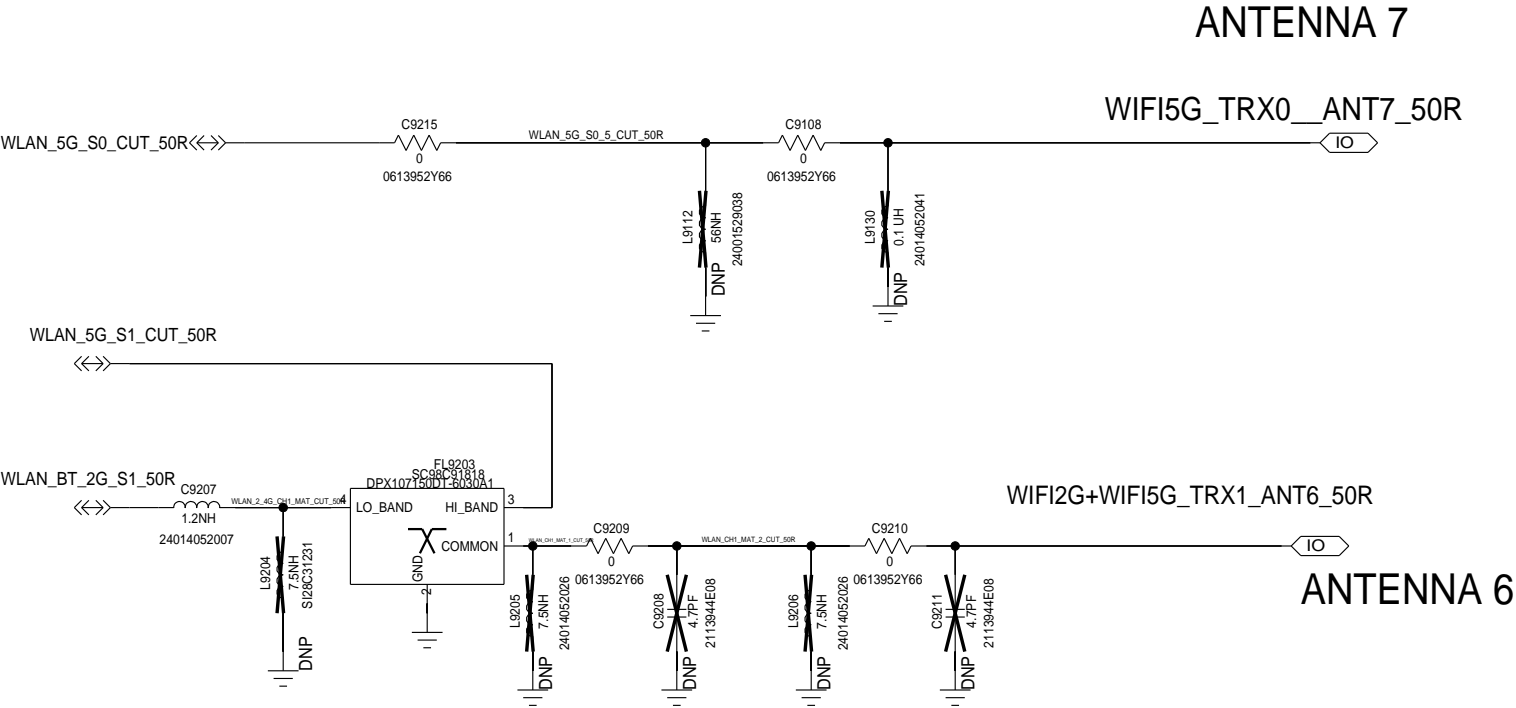 ANTENNA 7
WIFI5G_TRX0__ANT7_50R
WLAN_5G_S0_CUT_50R
C9215
0
0613952Y66
WLAN_5G_S0_5_CUT_50R
C9108
0
0613952Y66
IO
L9112
56NH
24001529038
DNP
L9130
0.1 UH
24014052041
DNP
WLAN_5G_S1_CUT_50R
WLAN_BT_2G_S1_50R
C9207
1.2NH
24014052007
WLAN_2_4G_CH1_MAT_CUT_50R
L9204
7.5NH
SI28C31231
DNP
FL9203
SC98C91818
DPX107150DT-6030A1
4
LO_BAND
HI_BAND
3
COMMON
1
GND
2
WLAN_CH1_MAT_1_CUT_50R
C9209
0
0613952Y66
WLAN_CH1_MAT_2_CUT_50R
C9210
0
0613952Y66
WIFI2G+WIFI5G_TRX1_ANT6_50R
IO
ANTENNA 6
L9205
7.5NH
24014052026
DNP
C9208
4.7PF
2113944E08
DNP
L9206
7.5NH
24014052026
DNP
C9211
4.7PF
2113944E08
DNP